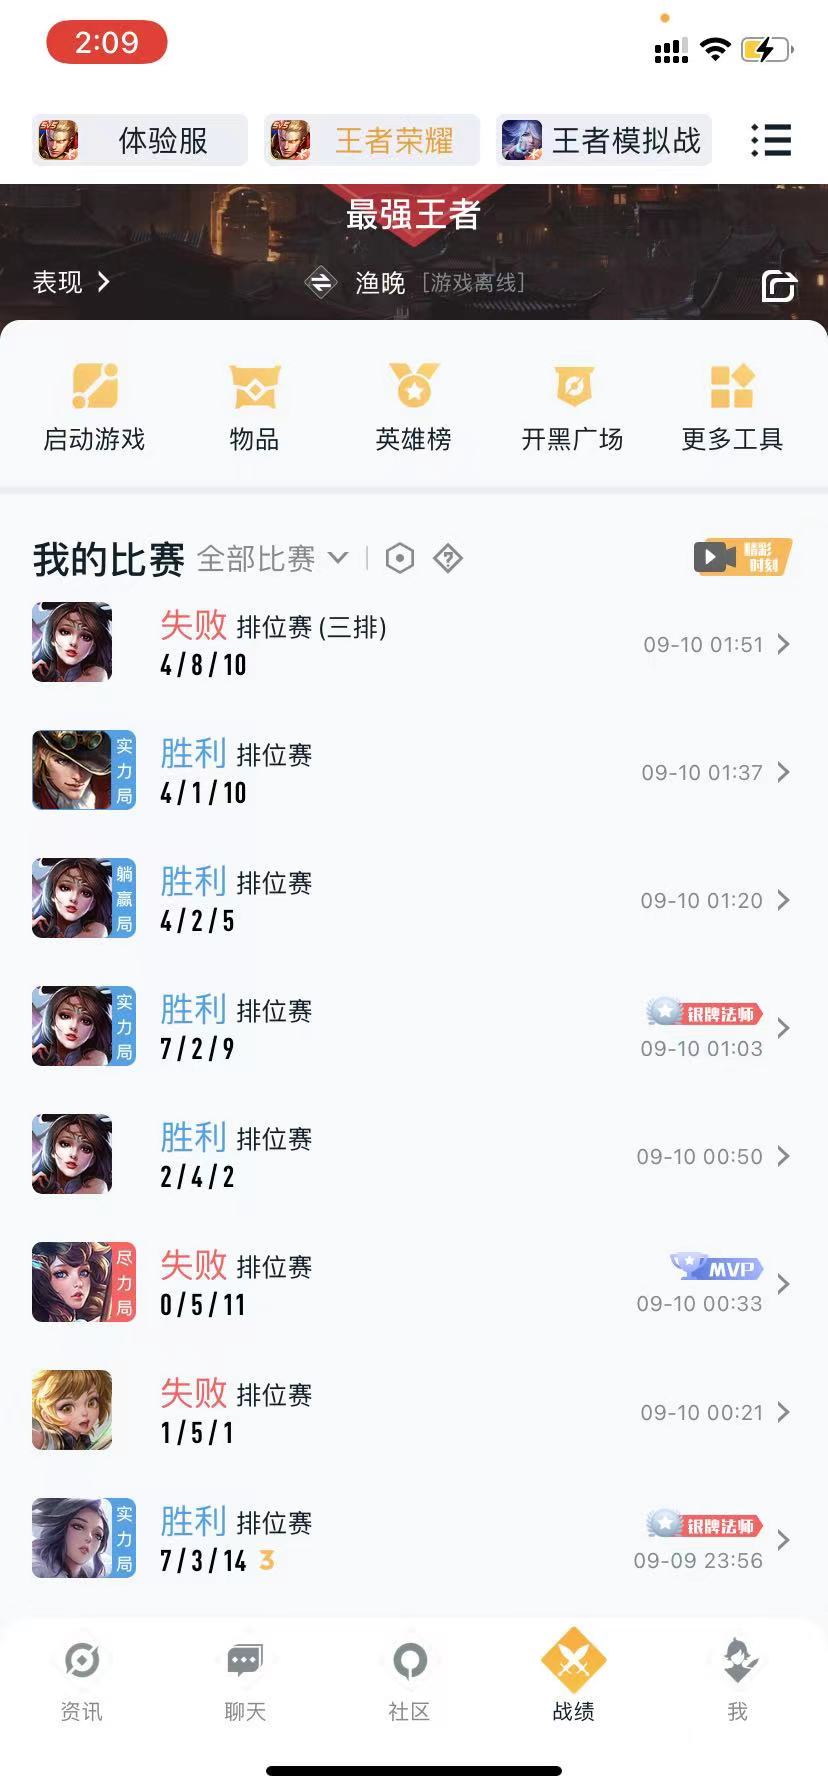 2:09
体验服
王者荣耀
王者模拟战
最强王者
表现
渔晚 [游戏离线]
启动游戏
物品
英雄榜
开黑广场
更多工具
我的比赛 全部比赛
精彩时刻
失败 排位赛 (三排)
4/8/10
09-10 01:51
实力局
胜利 排位赛
4/1/10
09-10 01:37
躺赢局
胜利 排位赛
4/2/5
09-10 01:20
实力局
胜利 排位赛
7/2/9
银牌法师
09-10 01:03
胜利 排位赛
2/4/2
09-10 00:50
尽力局
失败 排位赛
0/5/11
MVP
09-10 00:33
失败 排位赛
1/5/1
09-10 00:21
实力局
胜利 排位赛
7/3/14 3
银牌法师
09-09 23:56
资讯
聊天
社区
战绩
我